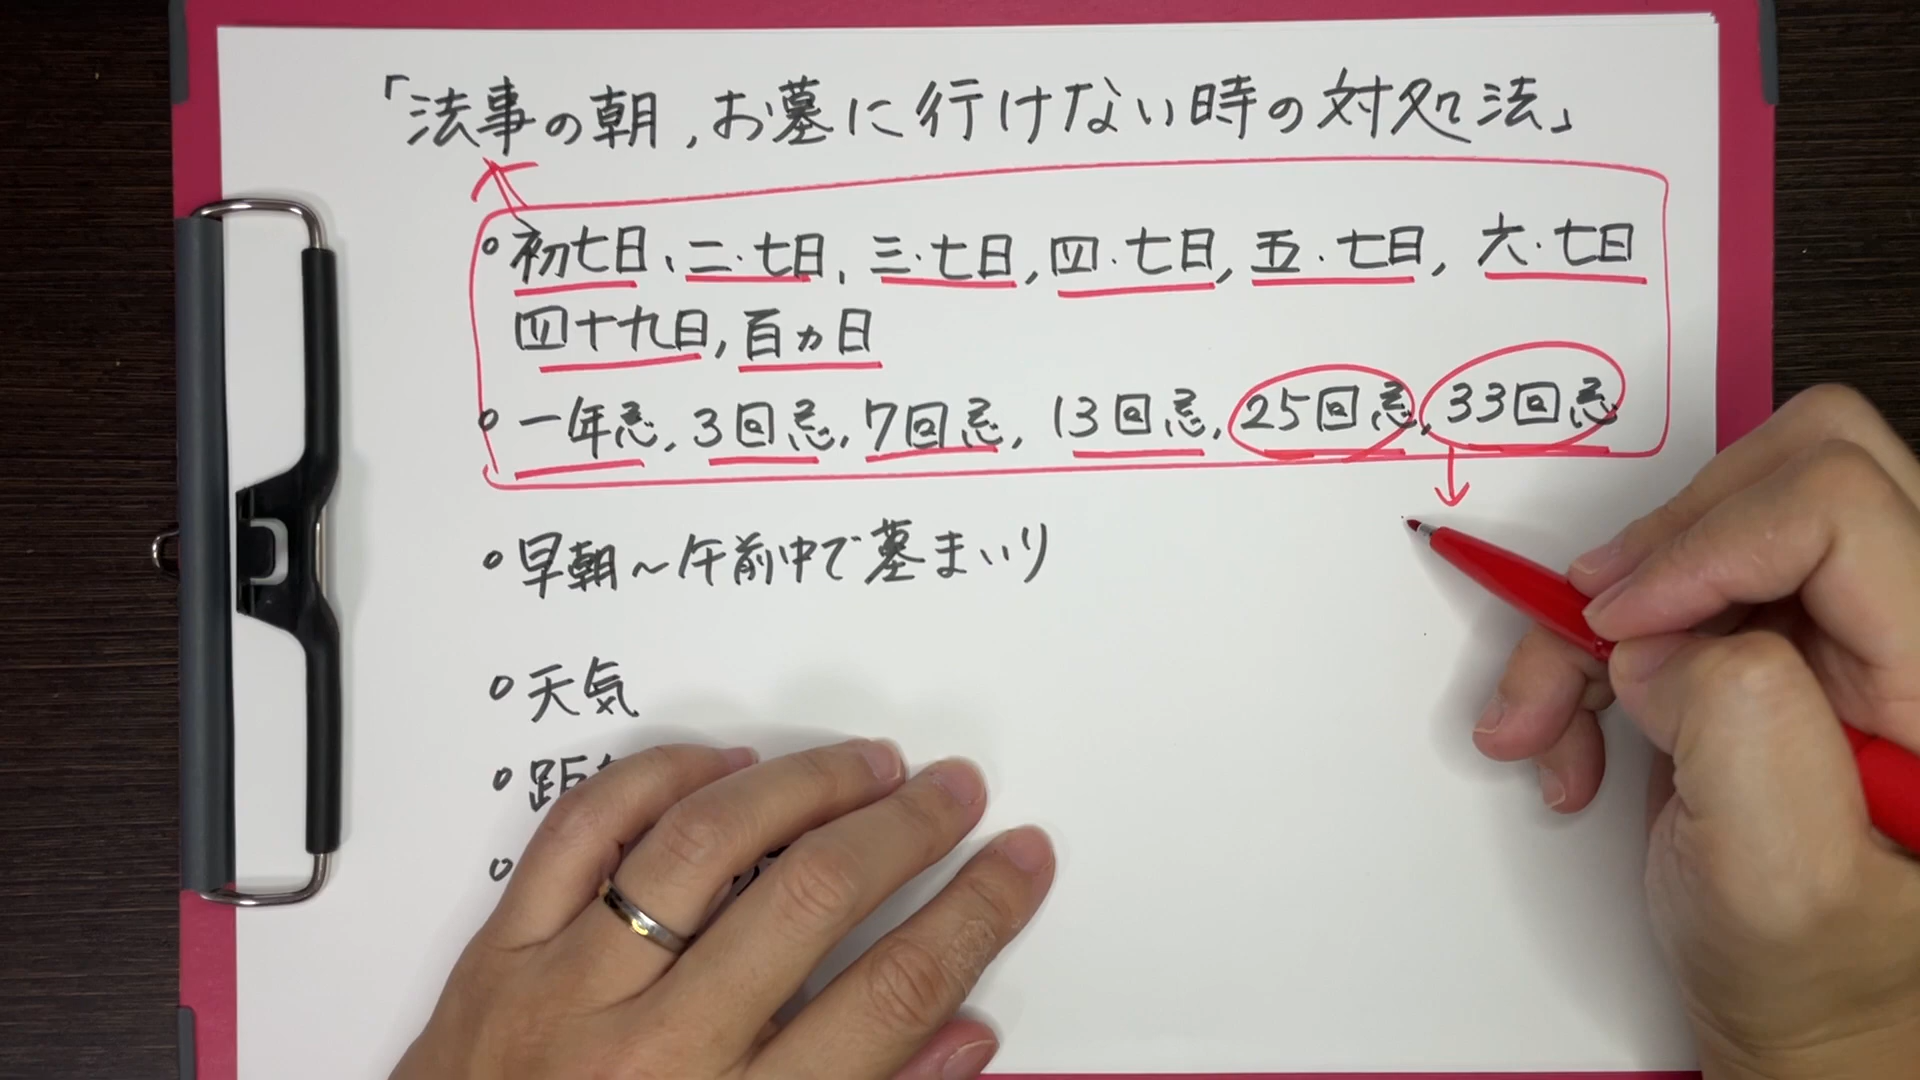 「法事の朝,お墓に行けない時の対処法」
○初七日、二・七日,三・七日,四・七日,五・七日,六・七日
四十九日,百ヵ日
○一年忌,3回忌,7回忌,13回忌,25回忌,33回忌
○早朝〜午前中で墓まいり
○天気
○距
○